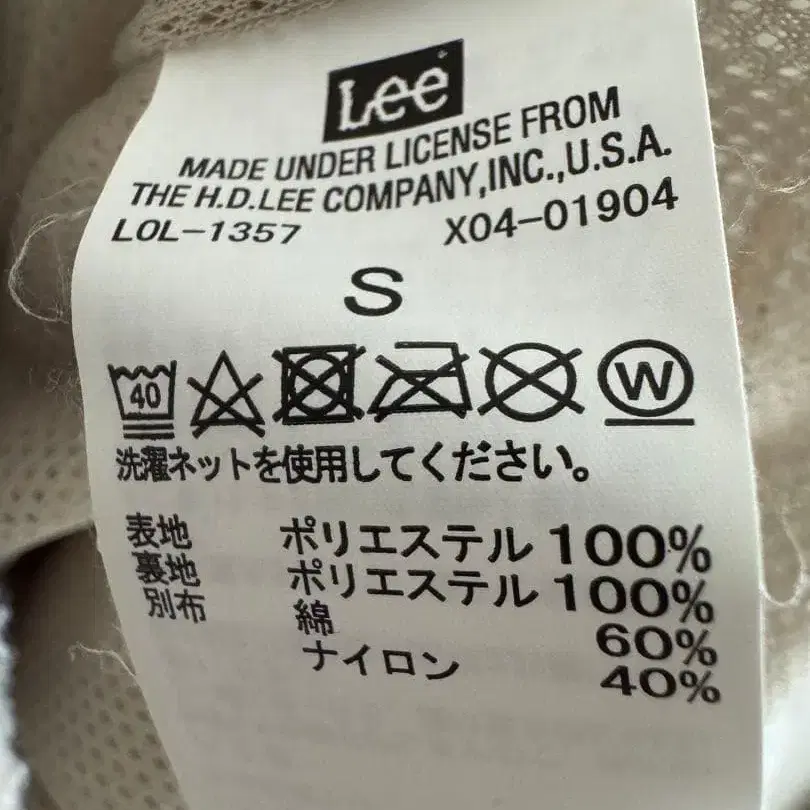 Lee
MADE UNDER LICENSE FROM
THE H.D.LEE COMPANY,INC.,U.S.A.
LOL-1357 X04-01904
S
40 W
洗濯ネットを使用してください。
表地 ポリエステル 100%
裏地 ポリエステル 100%
別布 綿 60%
ナイロン 40%